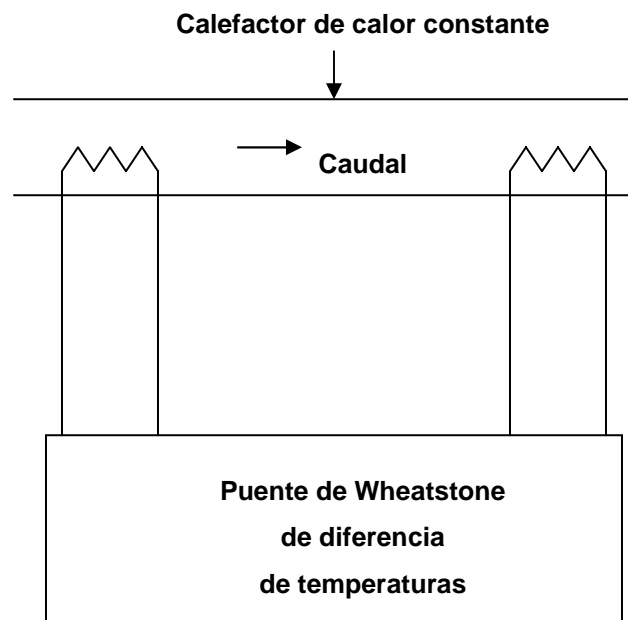 Calefactor de calor constante
Caudal
Puente de Wheatstone
de diferencia
de temperaturas